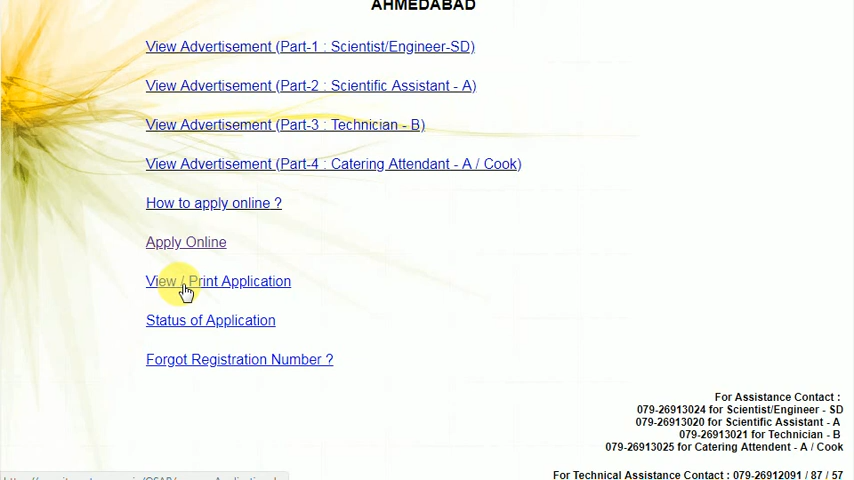 AHMEDABAD
View Advertisement (Part-1 : Scientist/Engineer-SD)
View Advertisement (Part-2 : Scientific Assistant - A)
View Advertisement (Part-3 : Technician - B)
View Advertisement (Part-4 : Catering Attendant - A / Cook)
How to apply online ?
Apply Online
View / Print Application
Status of Application
Forgot Registration Number ?
For Assistance Contact :
079-26913024 for Scientist/Engineer - SD
079-26913020 for Scientific Assistant - A
079-26913021 for Technician - B
079-26913025 for Catering Attendent - A / Cook
For Technical Assistance Contact : 079-26912091 / 87 / 57